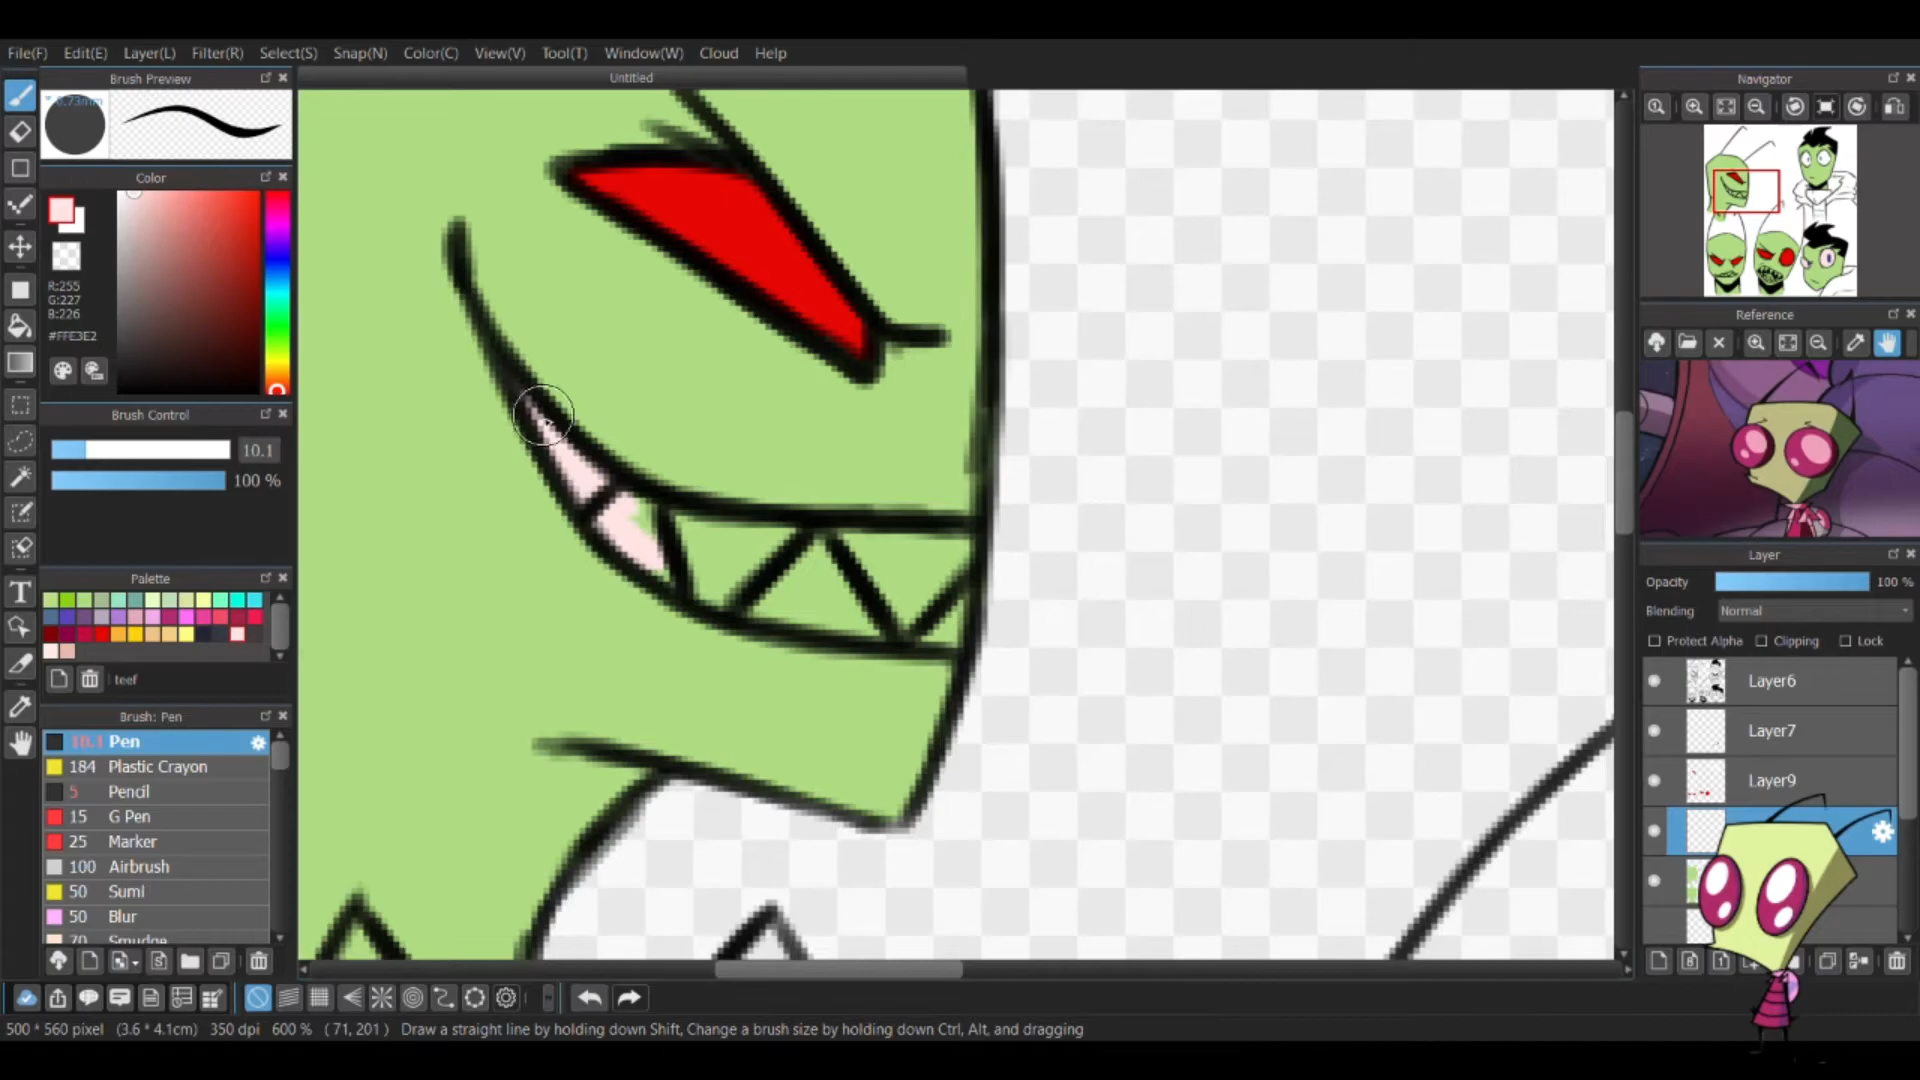 File(F) Edit(E) Layer(L) Filter(R) Select(S) Snap(N) Color(C) View(V) Tool(T) Window(W) Cloud Help
Brush Preview
Untitled
Navigator
0.73mm
Color
R:255
G:227
B:226
#FFE3E2
Brush Control
10.1
100 %
Palette
teef
Brush: Pen
10.1 Pen
184 Plastic Crayon
5 Pencil
15 G Pen
25 Marker
100 Airbrush
50 Sumi
50 Blur
70 Smudge
Reference
Layer
Opacity 100 %
Blending Normal
Protect Alpha Clipping Lock
Layer6
Layer7
Layer9
500 * 560 pixel (3.6 * 4.1cm) 350 dpi 600 % ( 71, 201 ) Draw a straight line by holding down Shift, Change a brush size by holding down Ctrl, Alt, and dragging